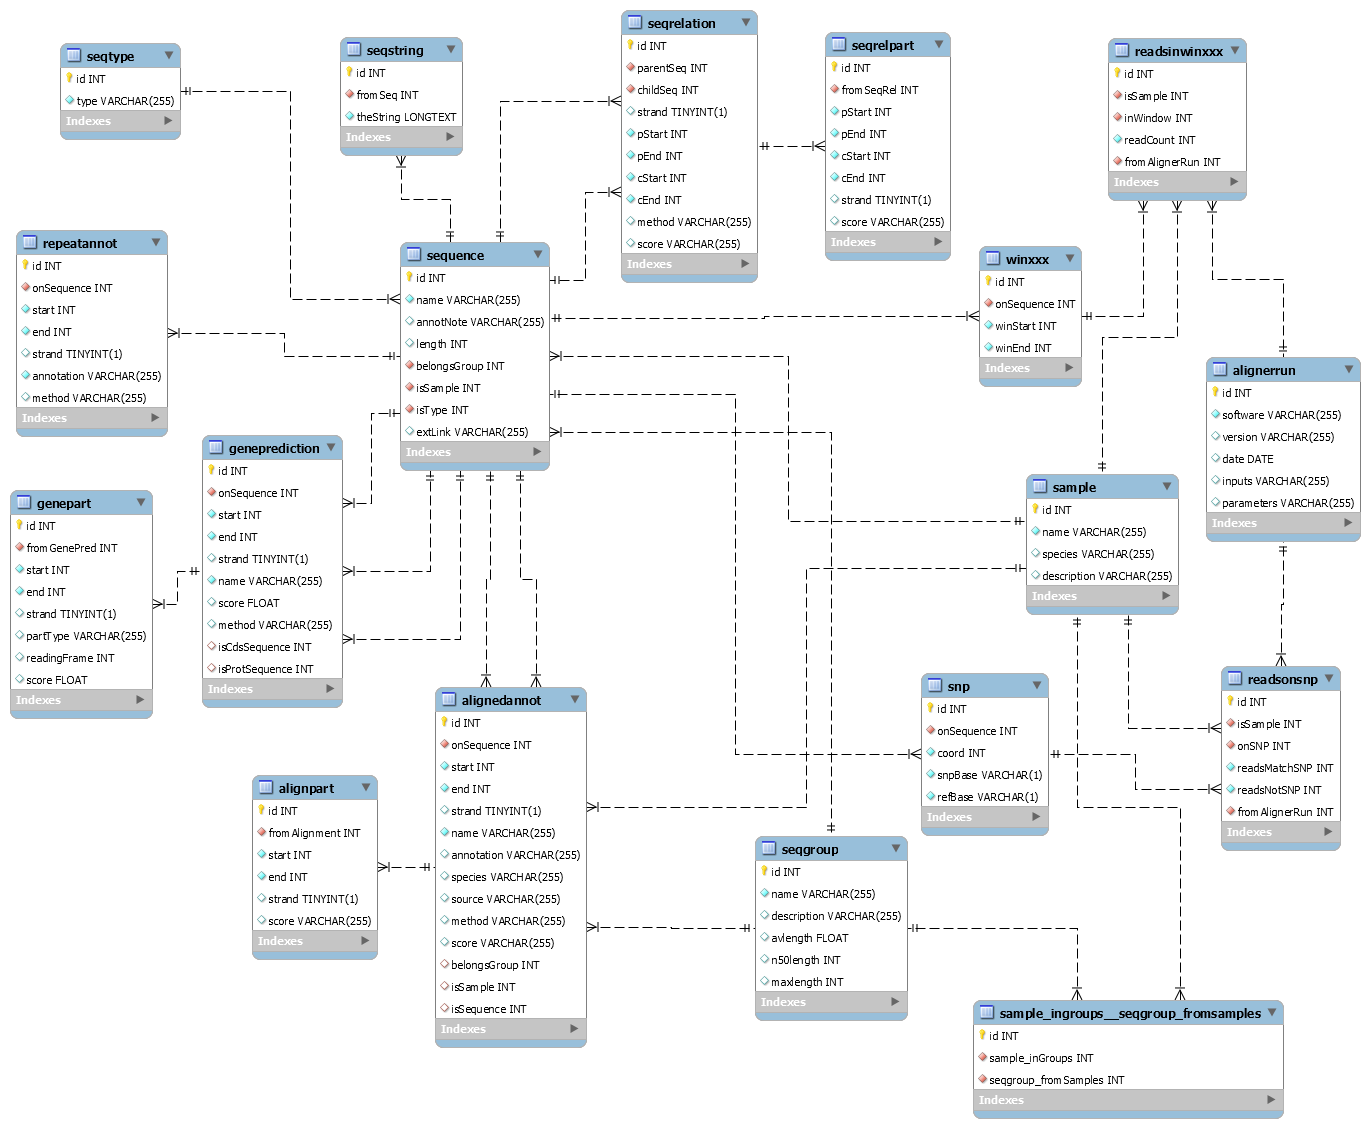 seqtype
id INT
type VARCHAR(255)
Indexes
seqstring
id INT
fromSeq INT
theString LONGTEXT
Indexes
seqrelation
id INT
parentSeq INT
childSeq INT
strand TINYINT(1)
pStart INT
pEnd INT
cStart INT
cEnd INT
method VARCHAR(255)
score VARCHAR(255)
Indexes
seqrelpart
id INT
fromSeqRel INT
pStart INT
pEnd INT
cStart INT
cEnd INT
strand TINYINT(1)
score VARCHAR(255)
Indexes
readsinwinxxx
id INT
isSample INT
inWindow INT
readCount INT
fromAlignerRun INT
Indexes
repeatannot
id INT
onSequence INT
start INT
end INT
strand TINYINT(1)
annotation VARCHAR(255)
method VARCHAR(255)
Indexes
sequence
id INT
name VARCHAR(255)
annotNote VARCHAR(255)
length INT
belongsGroup INT
isSample INT
isType INT
extLink VARCHAR(255)
Indexes
winxxx
id INT
onSequence INT
winStart INT
winEnd INT
Indexes
alignerrun
id INT
software VARCHAR(255)
version VARCHAR(255)
date DATE
inputs VARCHAR(255)
parameters VARCHAR(255)
Indexes
geneprediction
id INT
onSequence INT
start INT
end INT
strand TINYINT(1)
name VARCHAR(255)
score FLOAT
method VARCHAR(255)
isCdsSequence INT
isProtSequence INT
Indexes
genepart
id INT
fromGenePred INT
start INT
end INT
strand TINYINT(1)
partType VARCHAR(255)
readingFrame INT
score FLOAT
Indexes
sample
id INT
name VARCHAR(255)
species VARCHAR(255)
description VARCHAR(255)
Indexes
alignedannot
id INT
onSequence INT
start INT
end INT
strand TINYINT(1)
name VARCHAR(255)
annotation VARCHAR(255)
species VARCHAR(255)
source VARCHAR(255)
method VARCHAR(255)
score VARCHAR(255)
belongsGroup INT
isSample INT
isSequence INT
Indexes
snp
id INT
onSequence INT
coord INT
snpBase VARCHAR(1)
refBase VARCHAR(1)
Indexes
readsonsnp
id INT
isSample INT
onSNP INT
readsMatchSNP INT
readsNotSNP INT
fromAlignerRun INT
Indexes
alignpart
id INT
fromAlignment INT
start INT
end INT
strand TINYINT(1)
score VARCHAR(255)
Indexes
seqgroup
id INT
name VARCHAR(255)
description VARCHAR(255)
avlength FLOAT
n50length INT
maxlength INT
Indexes
sample_ingroups__seqgroup_fromsamples
id INT
sample_inGroups INT
seqgroup_fromSamples INT
Indexes